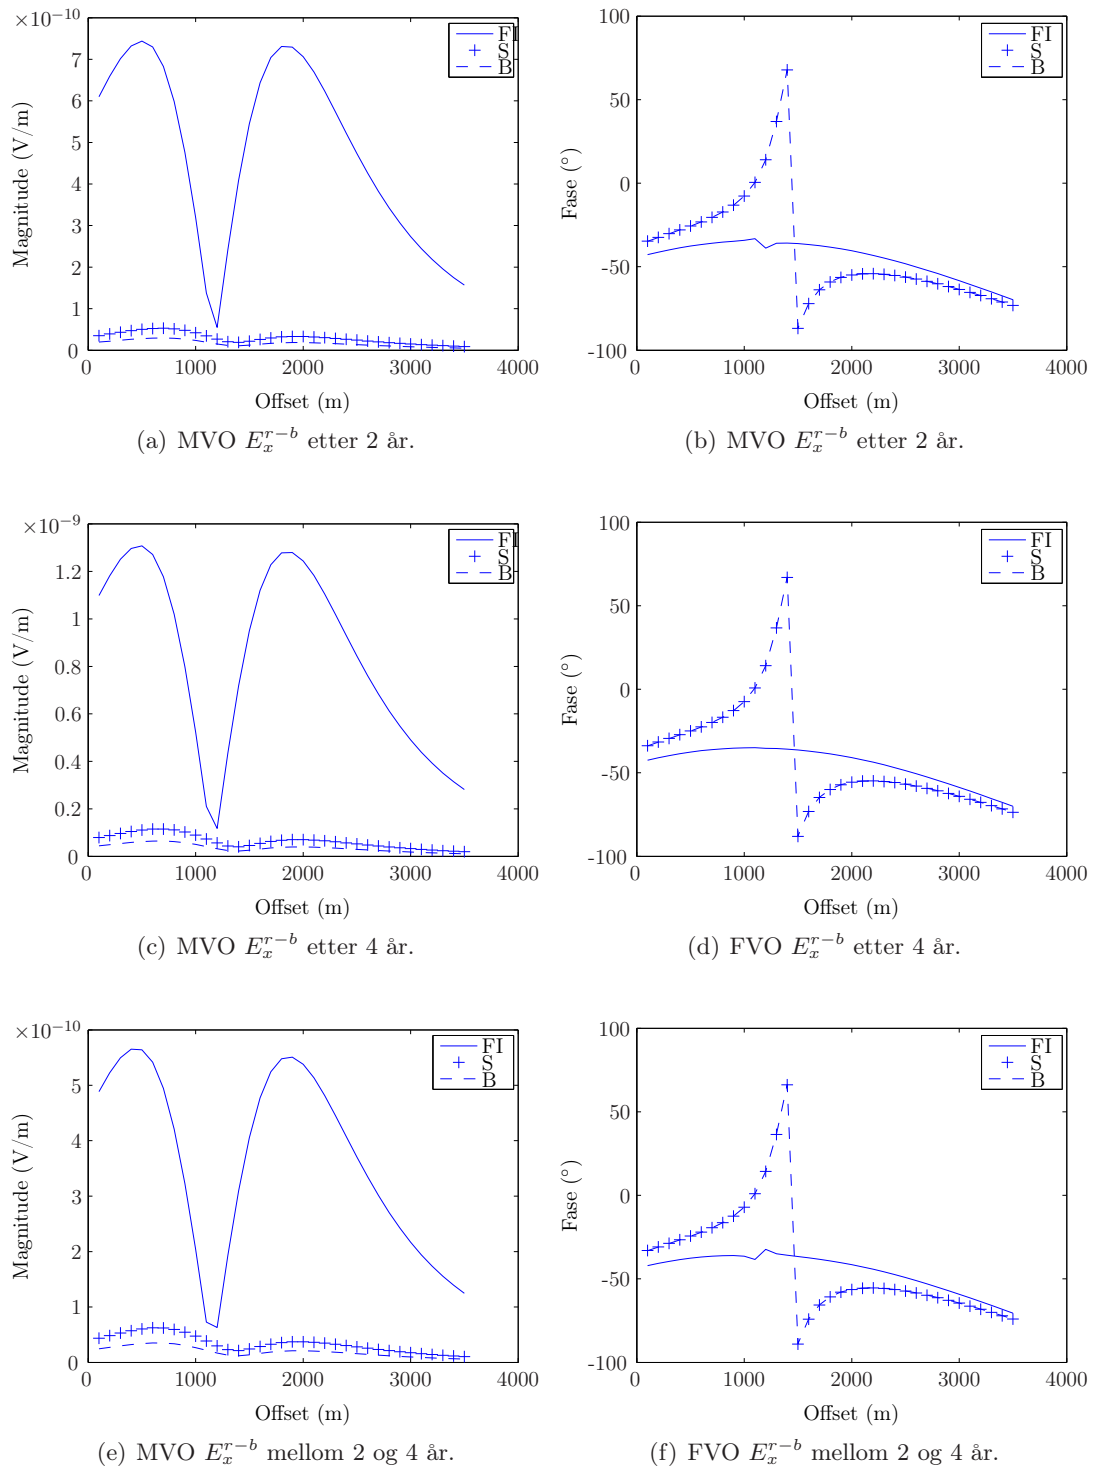 ×10⁻¹⁰
7
6
5
4
3
2
1
0
Magnitude (V/m)
0 1000 2000 3000 4000
Offset (m)
FI
S
B
(a) MVO $E_x^{r-b}$ etter 2 år.
100
50
0
-50
-100
Fase (°)
0 1000 2000 3000 4000
Offset (m)
FI
S
B
(b) MVO $E_x^{r-b}$ etter 2 år.
×10⁻⁹
1.2
1
0.8
0.6
0.4
0.2
0
Magnitude (V/m)
0 1000 2000 3000 4000
Offset (m)
FI
S
B
(c) MVO $E_x^{r-b}$ etter 4 år.
100
50
0
-50
-100
Fase (°)
0 1000 2000 3000 4000
Offset (m)
FI
S
B
(d) FVO $E_x^{r-b}$ etter 4 år.
×10⁻¹⁰
5
4
3
2
1
0
Magnitude (V/m)
0 1000 2000 3000 4000
Offset (m)
FI
S
B
(e) MVO $E_x^{r-b}$ mellom 2 og 4 år.
100
50
0
-50
-100
Fase (°)
0 1000 2000 3000 4000
Offset (m)
FI
S
B
(f) FVO $E_x^{r-b}$ mellom 2 og 4 år.